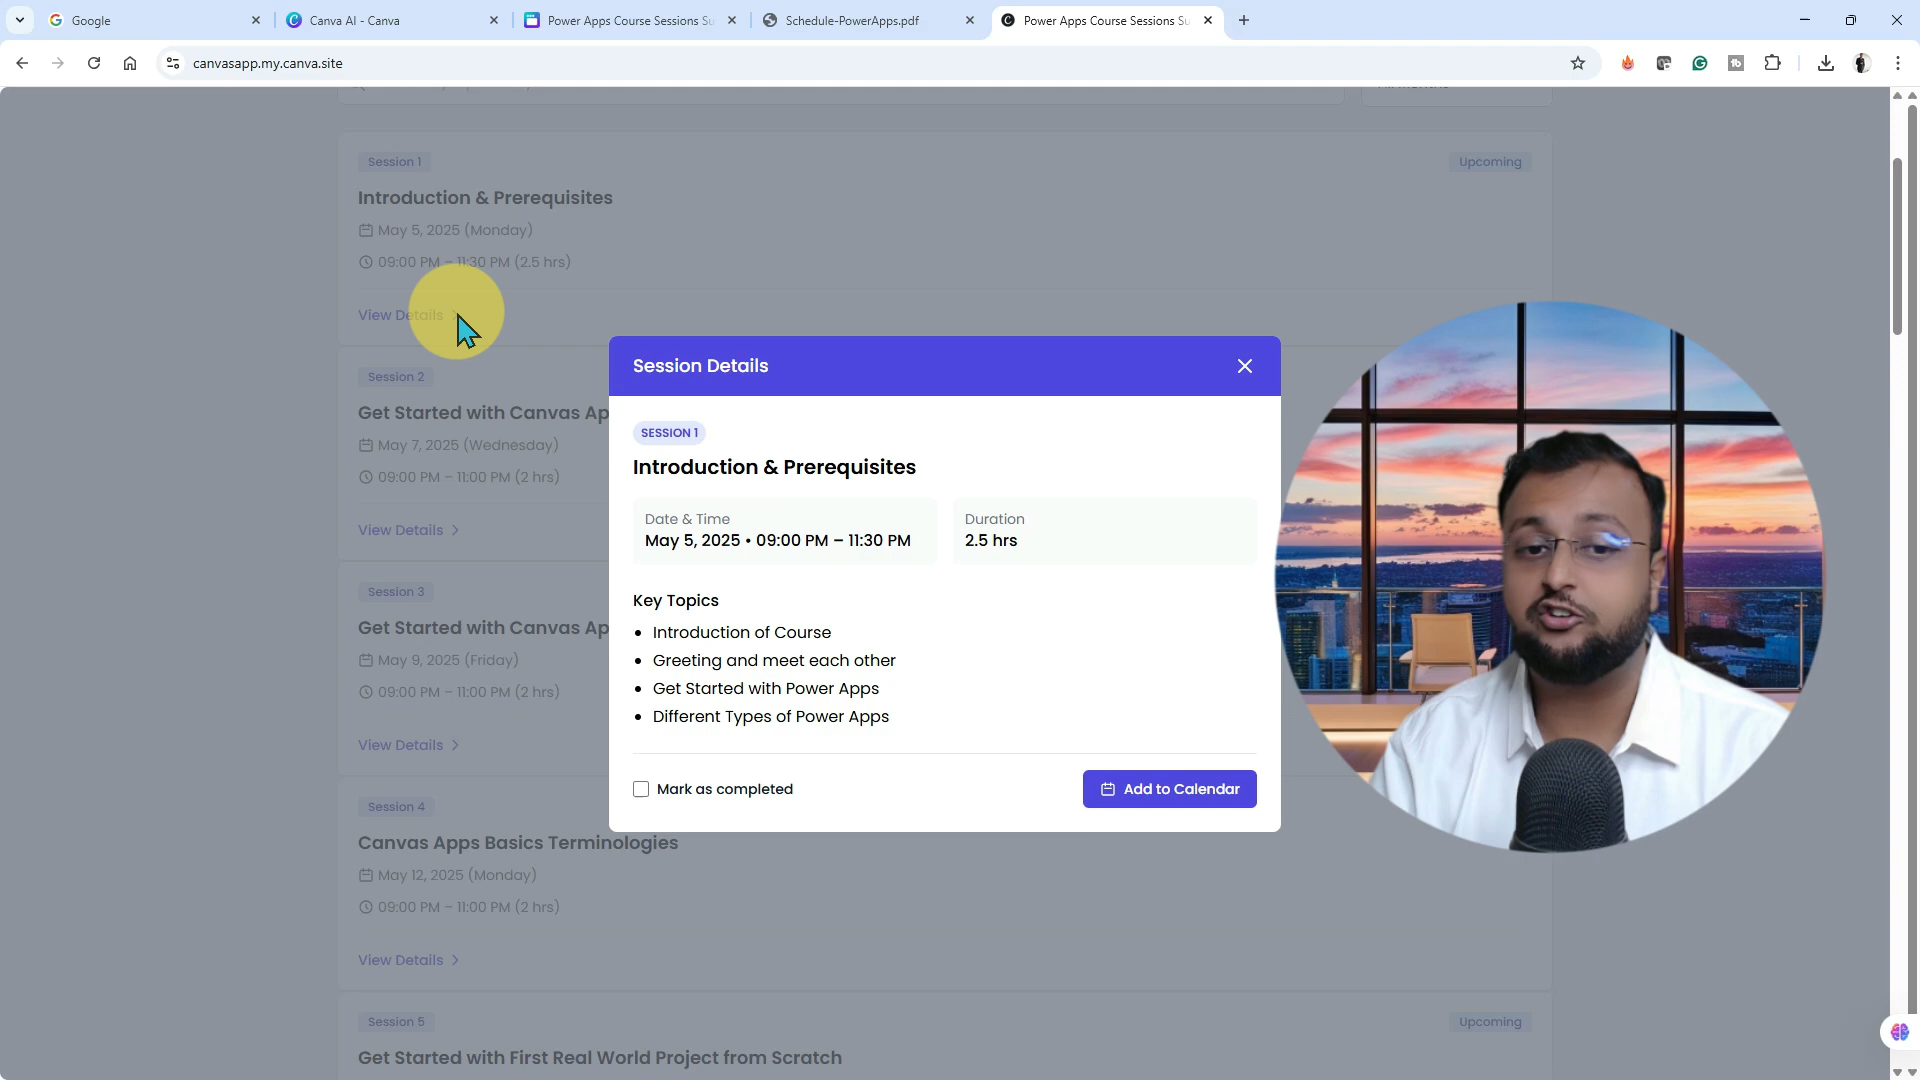 Google
Canva AI - Canva
Power Apps Course Sessions Su
Schedule-PowerApps.pdf
Power Apps Course Sessions Su
canvasapp.my.canva.site
Session 1
Upcoming
Introduction & Prerequisites
May 5, 2025 (Monday)
09:00 PM – 11:30 PM (2.5 hrs)
View Details
Session 2
Get Started with Canvas Ap
May 7, 2025 (Wednesday)
09:00 PM – 11:00 PM (2 hrs)
View Details
Session 3
Get Started with Canvas Ap
May 9, 2025 (Friday)
09:00 PM – 11:00 PM (2 hrs)
View Details
Session 4
Canvas Apps Basics Terminologies
May 12, 2025 (Monday)
09:00 PM – 11:00 PM (2 hrs)
View Details
Session 5
Upcoming
Get Started with First Real World Project from Scratch
Session Details
SESSION 1
Introduction & Prerequisites
Date & Time
May 5, 2025 • 09:00 PM – 11:30 PM
Duration
2.5 hrs
Key Topics
• Introduction of Course
• Greeting and meet each other
• Get Started with Power Apps
• Different Types of Power Apps
Mark as completed
Add to Calendar